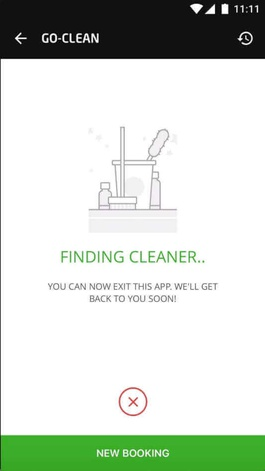 11:11
GO-CLEAN
FINDING CLEANER..
YOU CAN NOW EXIT THIS APP. WE'LL GET
BACK TO YOU SOON!
NEW BOOKING